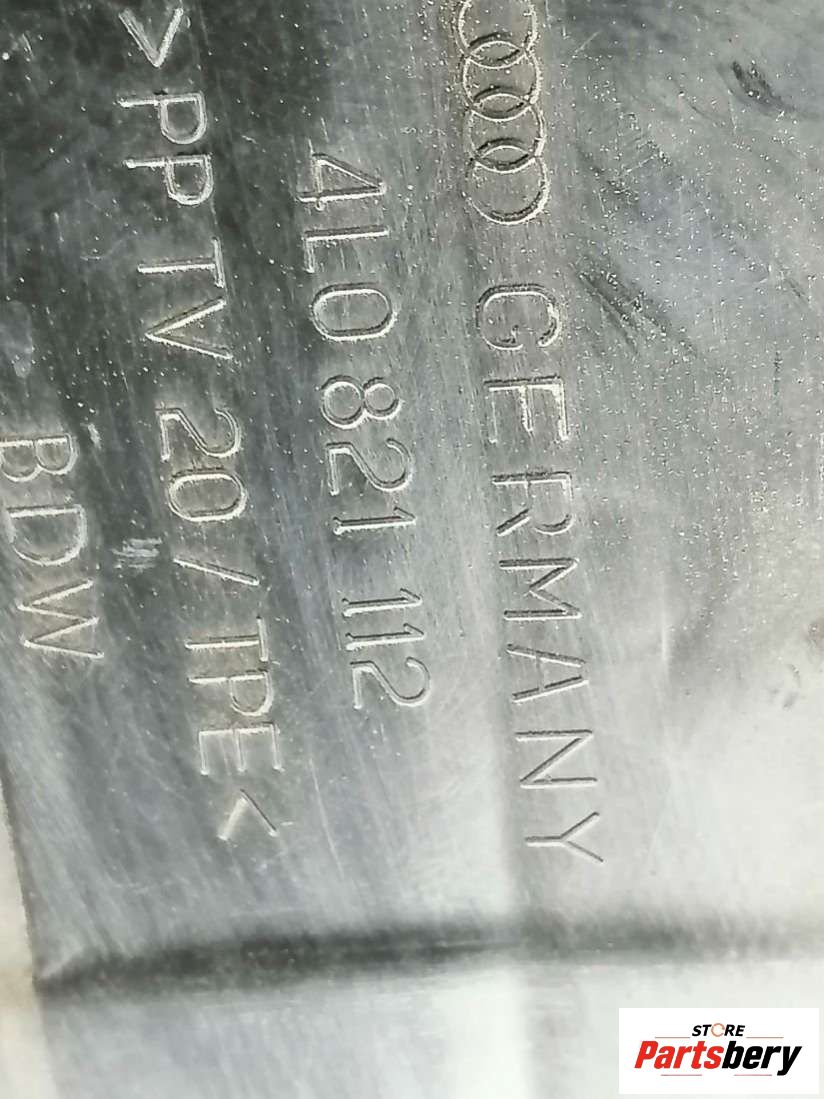 GERMANY
4L0 821 112
>PP TV 20/TPE<
BDW
STORE
Partsbery